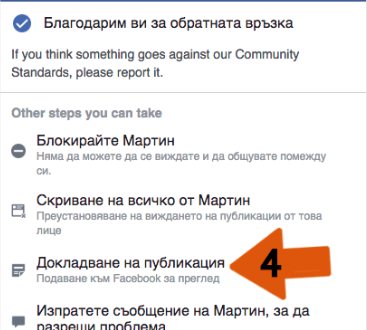 Благодарим ви за обратната връзка
If you think something goes against our Community
Standards, please report it.
Other steps you can take
Блокирайте Мартин
Няма да можете да се виждате и да общувате помежду
си.
Скриване на всичко от Мартин
Преустановяване на виждането на публикации от това
лице
Докладване на публикация
4
Подаване към Facebook за преглед
Изпратете съобщение на Мартин, за да
разреши проблема